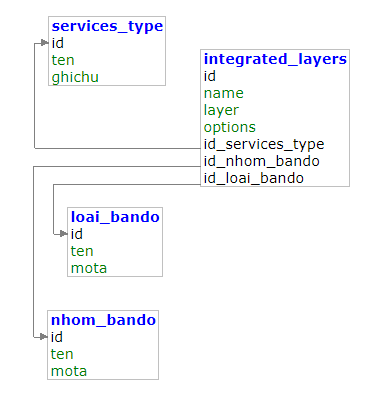 services_type
id
ten
ghichu
integrated_layers
id
name
layer
options
id_services_type
id_nhom_bando
id_loai_bando
loai_bando
id
ten
mota
nhom_bando
id
ten
mota